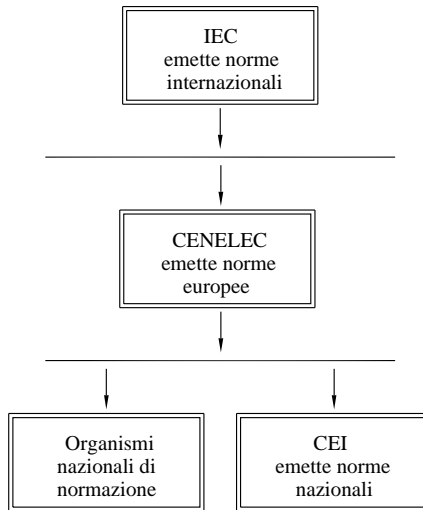 IEC
emette norme
internazionali
CENELEC
emette norme
europee
Organismi
nazionali di
normazione
CEI
emette norme
nazionali